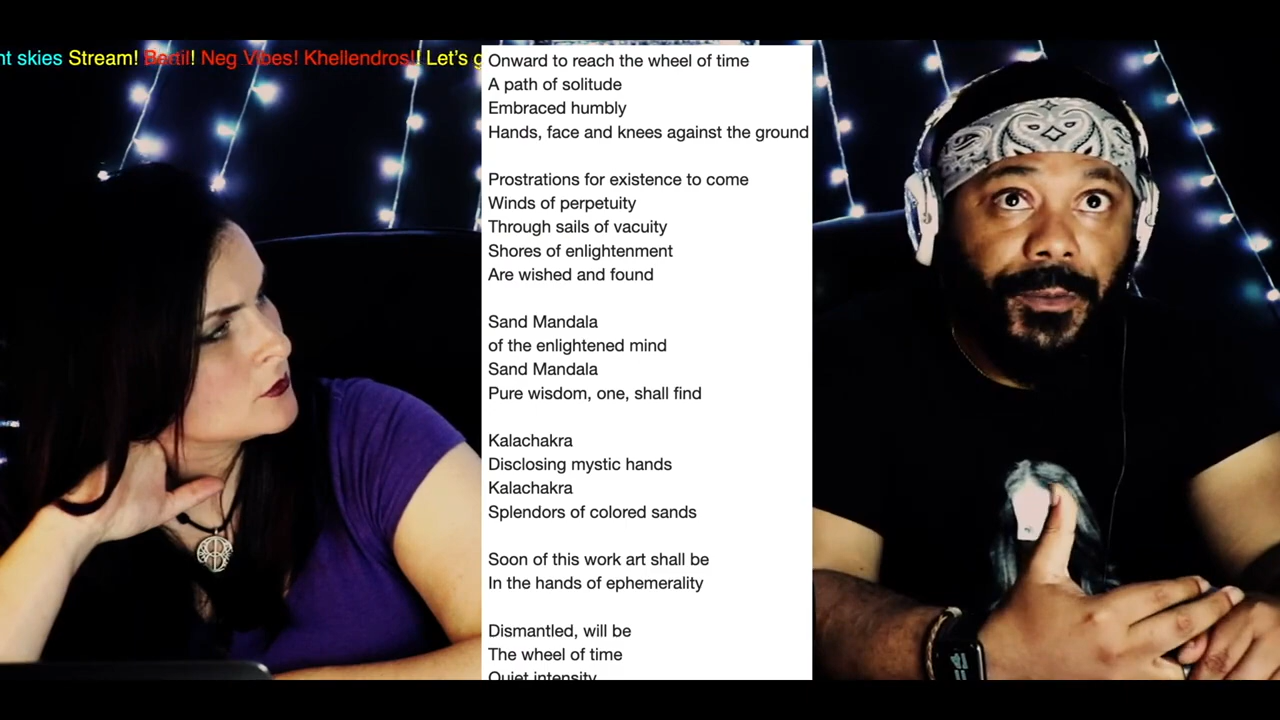 nt skies Stream! Bertil! Neg Vibes! Khellendros!! Let's g
Onward to reach the wheel of time
A path of solitude
Embraced humbly
Hands, face and knees against the ground
Prostrations for existence to come
Winds of perpetuity
Through sails of vacuity
Shores of enlightenment
Are wished and found
Sand Mandala
of the enlightened mind
Sand Mandala
Pure wisdom, one, shall find
Kalachakra
Disclosing mystic hands
Kalachakra
Splendors of colored sands
Soon of this work art shall be
In the hands of ephemerality
Dismantled, will be
The wheel of time
Quiet intensity